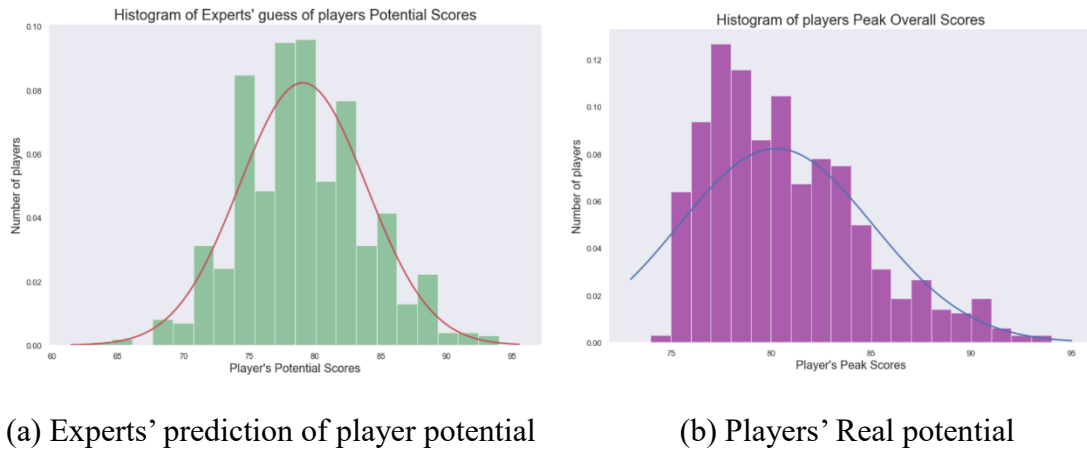 Histogram of Experts' guess of players Potential Scores
0.10
0.08
0.06
0.04
0.02
0.00
Number of players
60 65 70 75 80 85 90 95
Player's Potential Scores
(a) Experts’ prediction of player potential
Histogram of players Peak Overall Scores
0.12
0.10
0.08
0.06
0.04
0.02
0.00
Number of players
75 80 85 90 95
Player's Peak Scores
(b) Players’ Real potential